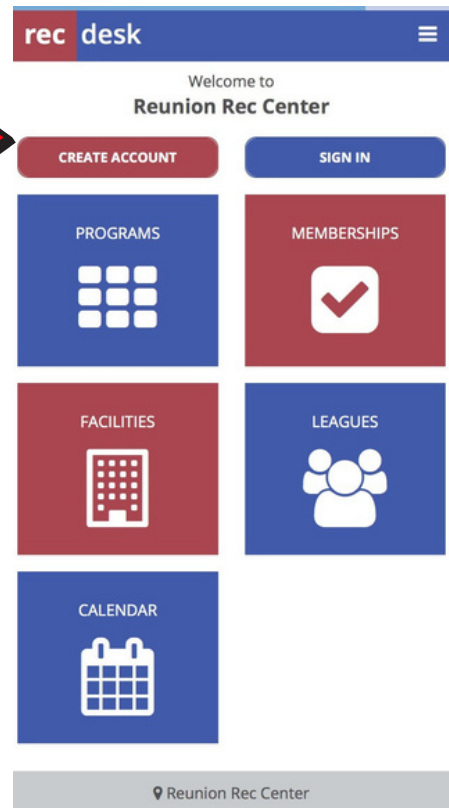 rec desk
Welcome to
Reunion Rec Center
CREATE ACCOUNT
SIGN IN
PROGRAMS
MEMBERSHIPS
FACILITIES
LEAGUES
CALENDAR
Reunion Rec Center